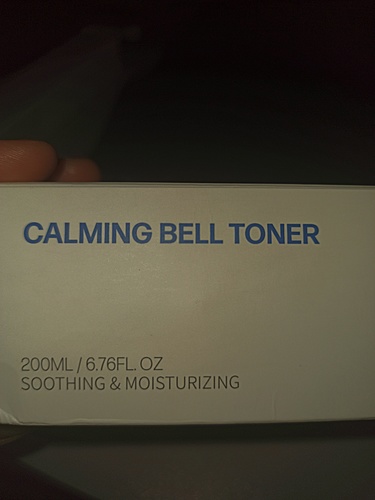 CALMING BELL TONER
200ML / 6.76FL. OZ
SOOTHING & MOISTURIZING